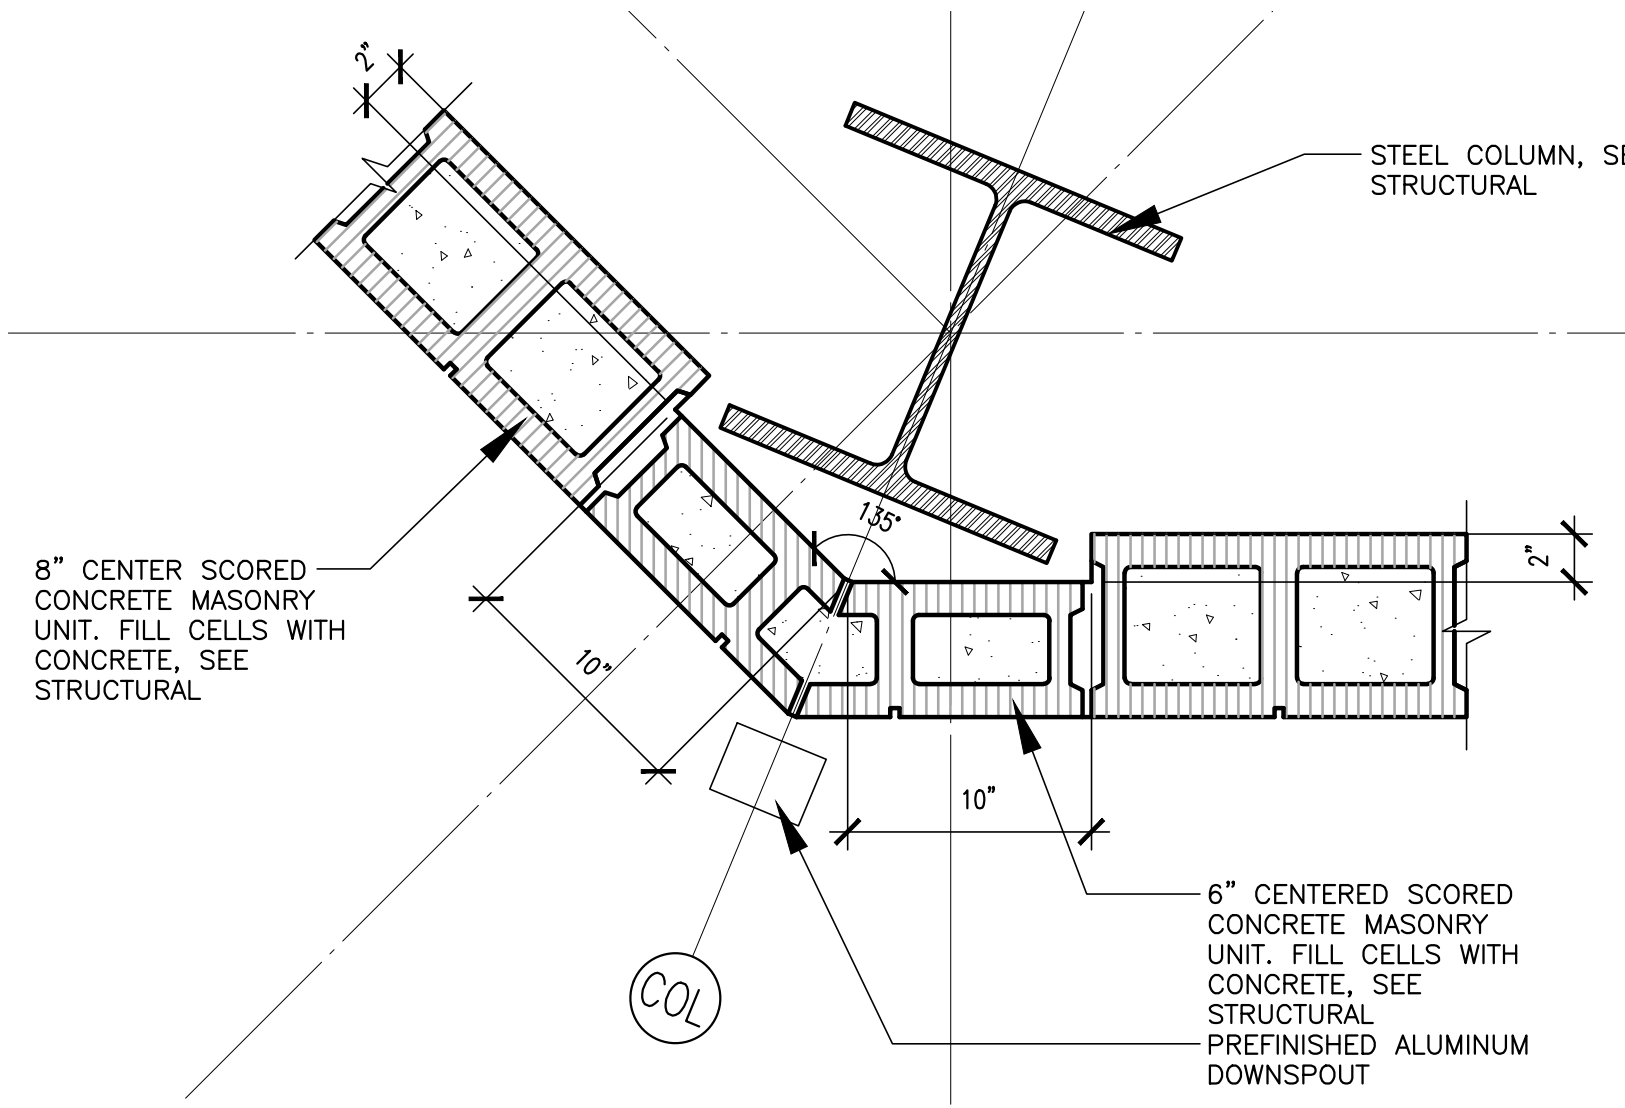 2”
STEEL COLUMN, SE
STRUCTURAL
135°
2”
8” CENTER SCORED
CONCRETE MASONRY
UNIT. FILL CELLS WITH
CONCRETE, SEE
STRUCTURAL
10”
10”
6” CENTERED SCORED
CONCRETE MASONRY
UNIT. FILL CELLS WITH
CONCRETE, SEE
STRUCTURAL
PREFINISHED ALUMINUM
DOWNSPOUT
COL